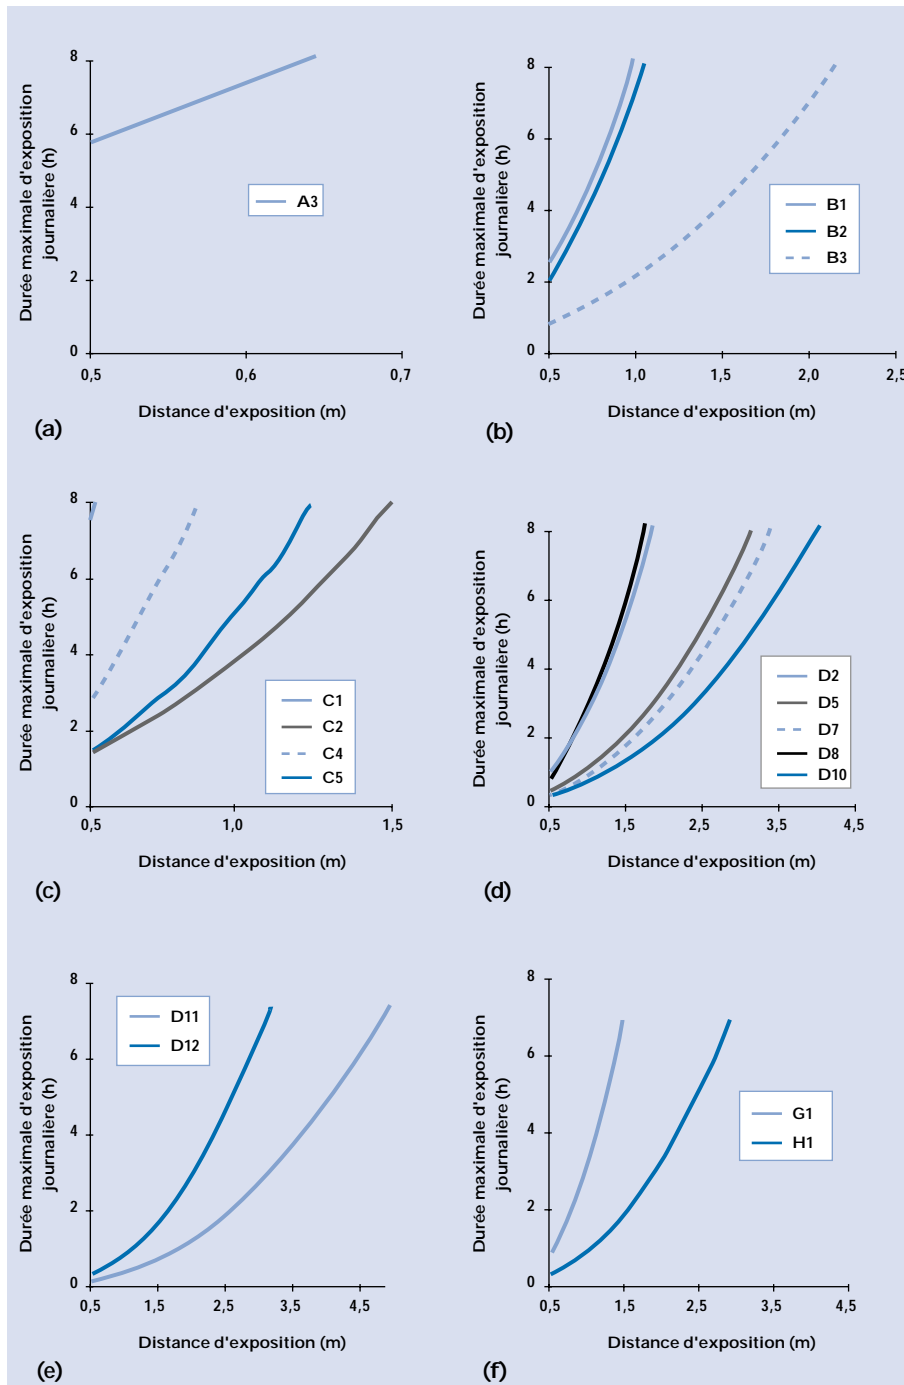 Durée maximale d'exposition
journalière (h)
8
6
4
2
0
A3
0,5
0,6
0,7
Distance d'exposition (m)
(a)
Durée maximale d'exposition
journalière (h)
8
6
4
2
0
B1
B2
B3
0,5
1,0
1,5
2,0
2,5
Distance d'exposition (m)
(b)
Durée maximale d'exposition
journalière (h)
8
6
4
2
0
C1
C2
C4
C5
0,5
1,0
1,5
Distance d'exposition (m)
(c)
Durée maximale d'exposition
journalière (h)
8
6
4
2
0
D2
D5
D7
D8
D10
0,5
1,5
2,5
3,5
4,5
Distance d'exposition (m)
(d)
Durée maximale d'exposition
journalière (h)
8
6
4
2
0
D11
D12
0,5
1,5
2,5
3,5
4,5
Distance d'exposition (m)
(e)
Durée maximale d'exposition
journalière (h)
8
6
4
2
0
G1
H1
0,5
1,5
2,5
3,5
4,5
Distance d'exposition (m)
(f)